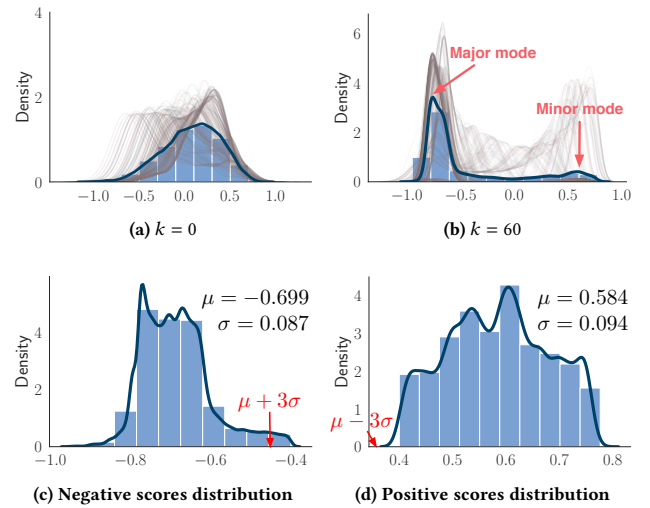 4
2
0
Density
−1.0 −0.5 0.0 0.5 1.0
(a) k = 0
6
4
2
0
Density
Major mode
Minor mode
−1.0 −0.5 0.0 0.5 1.0
(b) k = 60
4
2
0
Density
μ = −0.699
σ = 0.087
μ + 3σ
−1.0 −0.8 −0.6 −0.4
(c) Negative scores distribution
4
3
2
1
0
Density
μ = 0.584
σ = 0.094
μ − 3σ
0.4 0.5 0.6 0.7 0.8
(d) Positive scores distribution